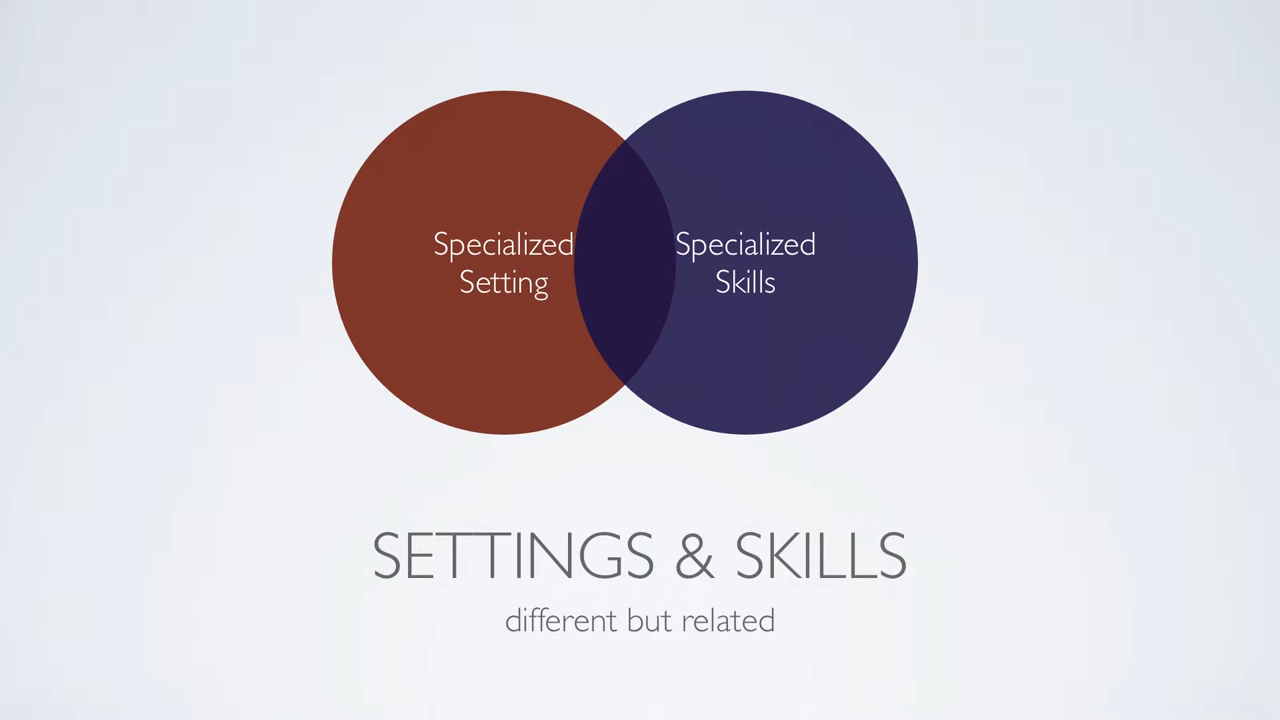 Specialized
Setting
Specialized
Skills
SETTINGS & SKILLS
different but related